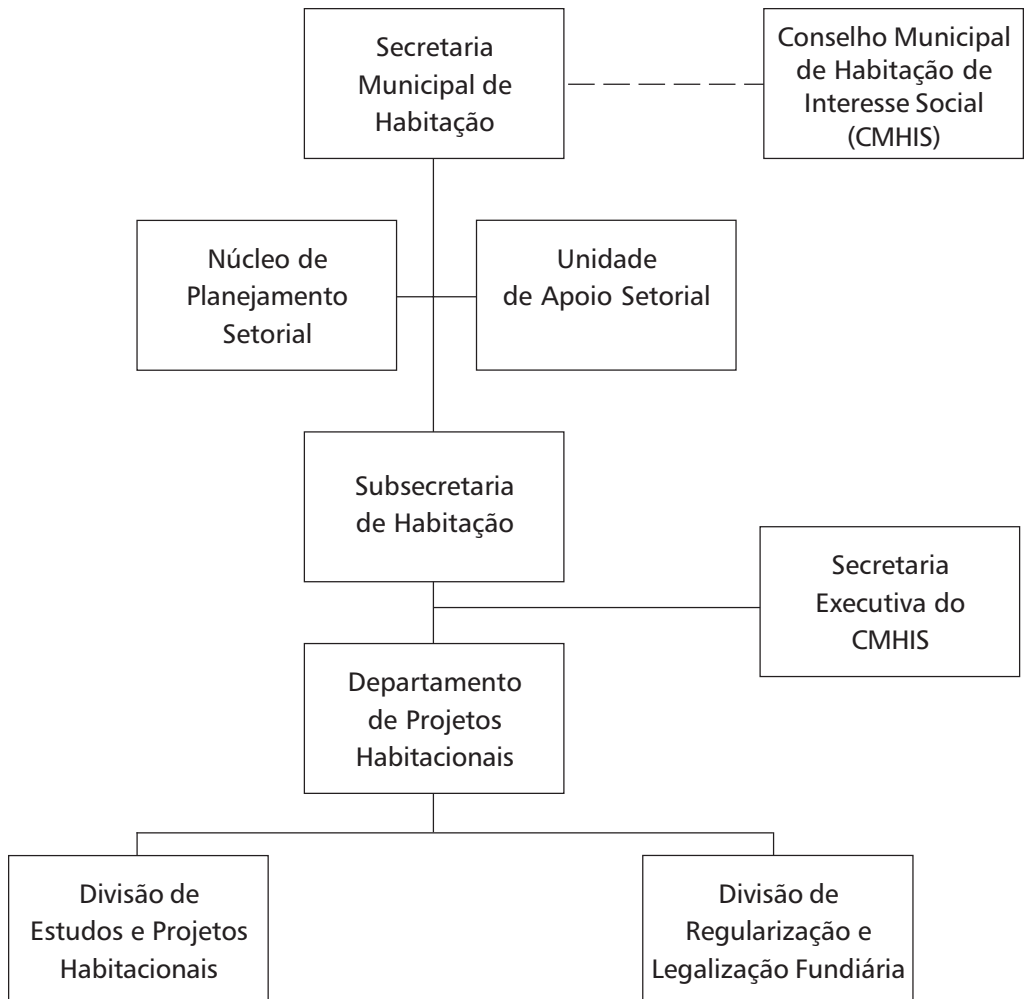 Secretaria
Municipal de
Habitação
Conselho Municipal
de Habitação de
Interesse Social
(CMHIS)
Núcleo de
Planejamento
Setorial
Unidade
de Apoio Setorial
Subsecretaria
de Habitação
Secretaria
Executiva do
CMHIS
Departamento
de Projetos
Habitacionais
Divisão de
Estudos e Projetos
Habitacionais
Divisão de
Regularização e
Legalização Fundiária